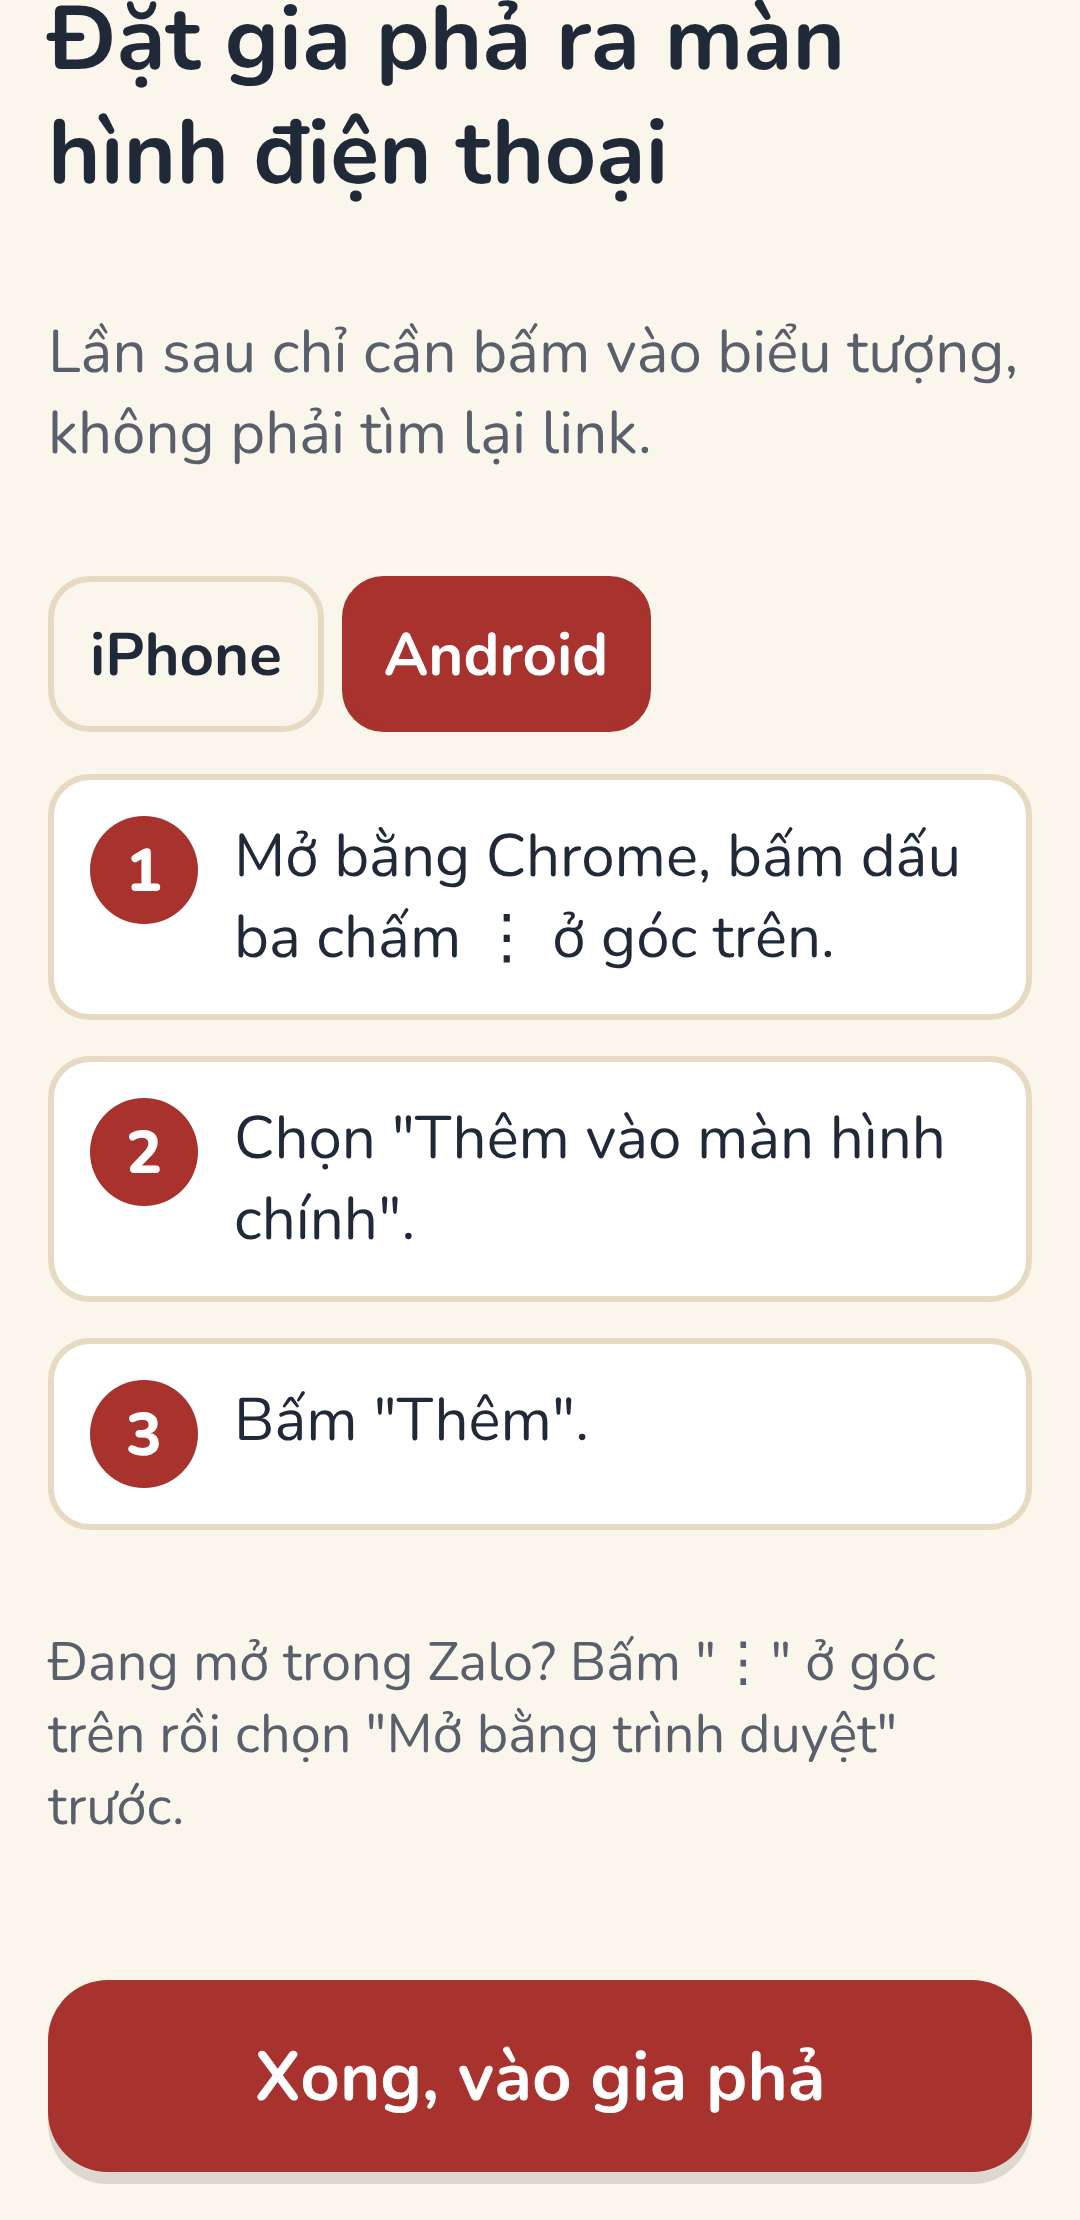 Đặt gia phả ra màn
hình điện thoại
Lần sau chỉ cần bấm vào biểu tượng,
không phải tìm lại link.
iPhone
Android
1
Mở bằng Chrome, bấm dấu
ba chấm ⋮ ở góc trên.
2
Chọn "Thêm vào màn hình
chính".
3
Bấm "Thêm".
Đang mở trong Zalo? Bấm "⋮" ở góc
trên rồi chọn "Mở bằng trình duyệt"
trước.
Xong, vào gia phả